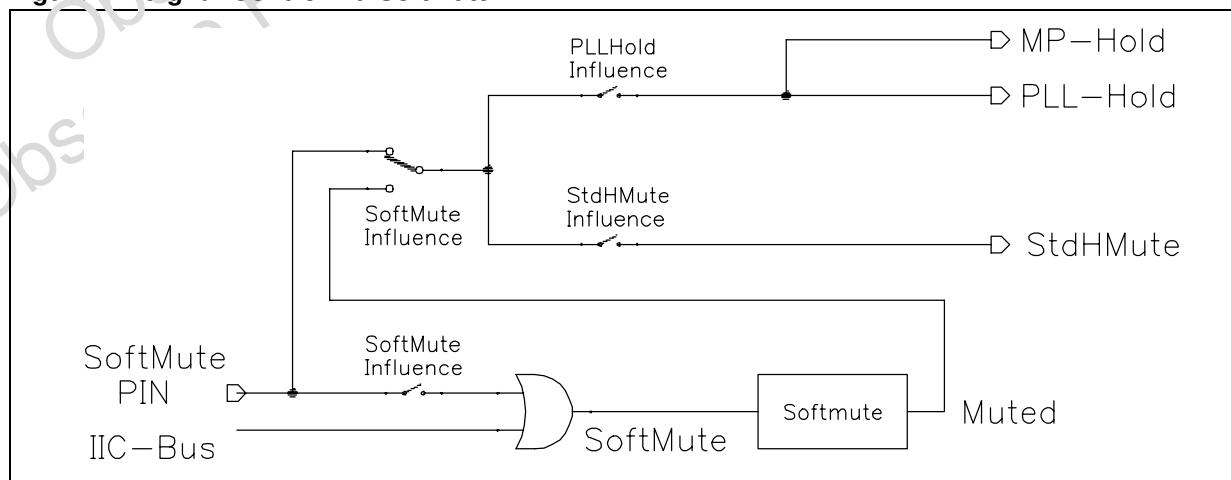 MP-Hold
PLLHold
Influence
PLL-Hold
SoftMute
Influence
StdHMute
Influence
StdHMute
SoftMute
PIN
SoftMute
Influence
Softmute
Muted
SoftMute
IIC-Bus